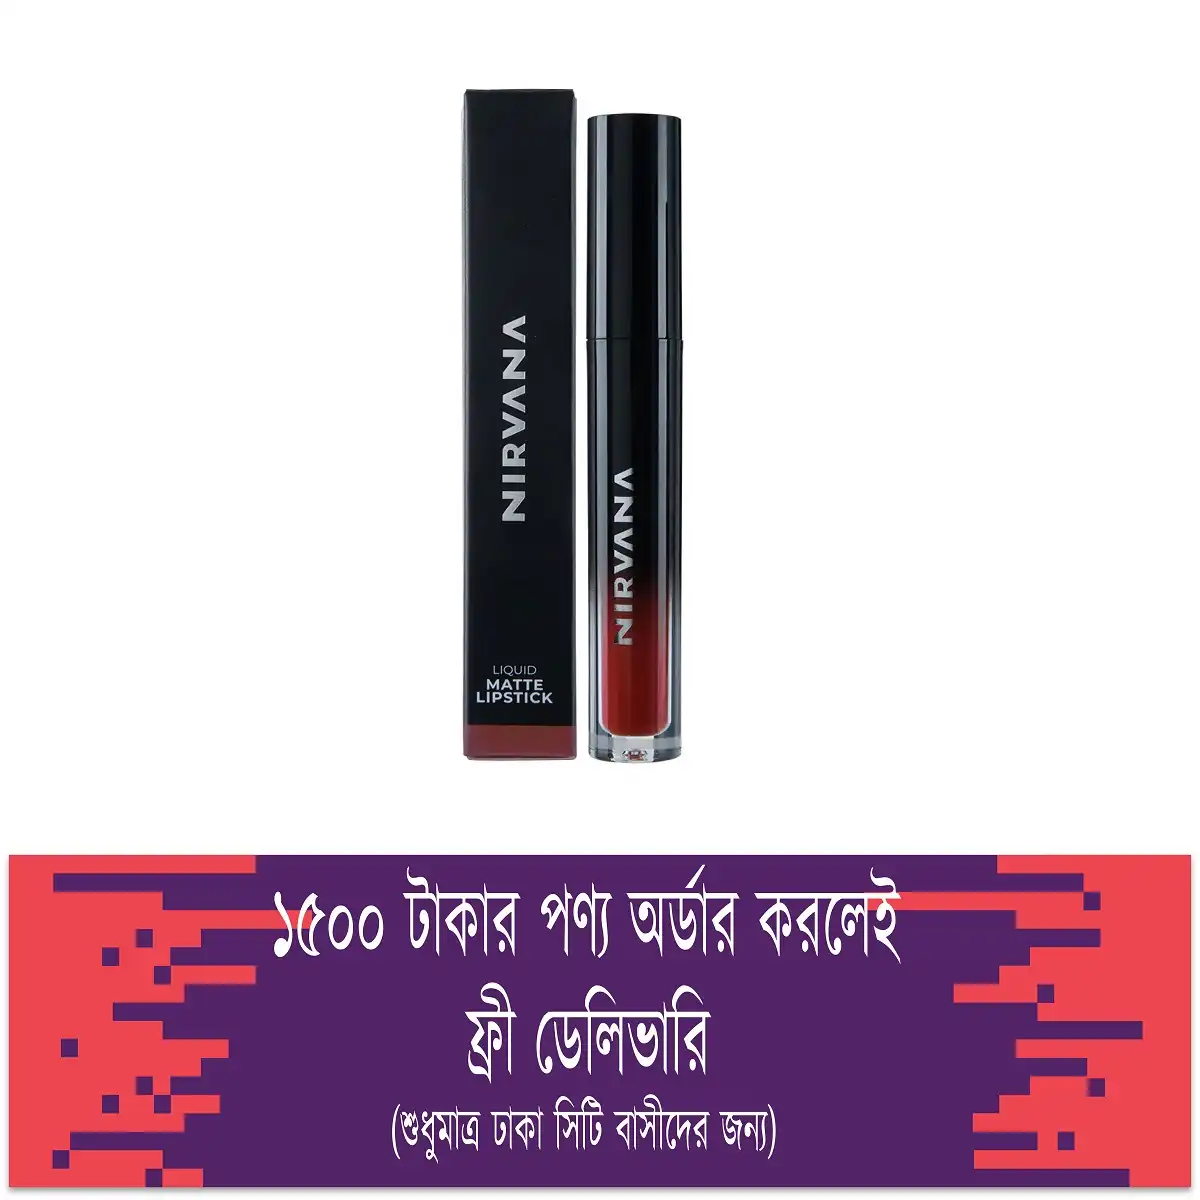 NIRVANA
LIQUID
MATTE
LIPSTICK
NIRVANA
১৫০০ টাকার পণ্য অর্ডার করলেই
ফ্রী ডেলিভারি
(শুধুমাত্র ঢাকা সিটি বাসীদের জন্য)